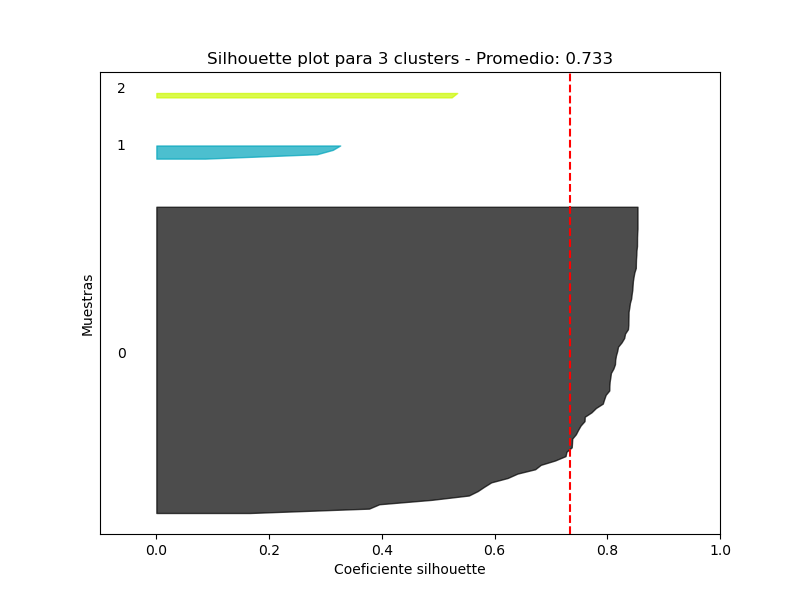 Silhouette plot para 3 clusters - Promedio: 0.733
2
1
0
Muestras
0.0 0.2 0.4 0.6 0.8 1.0
Coeficiente silhouette